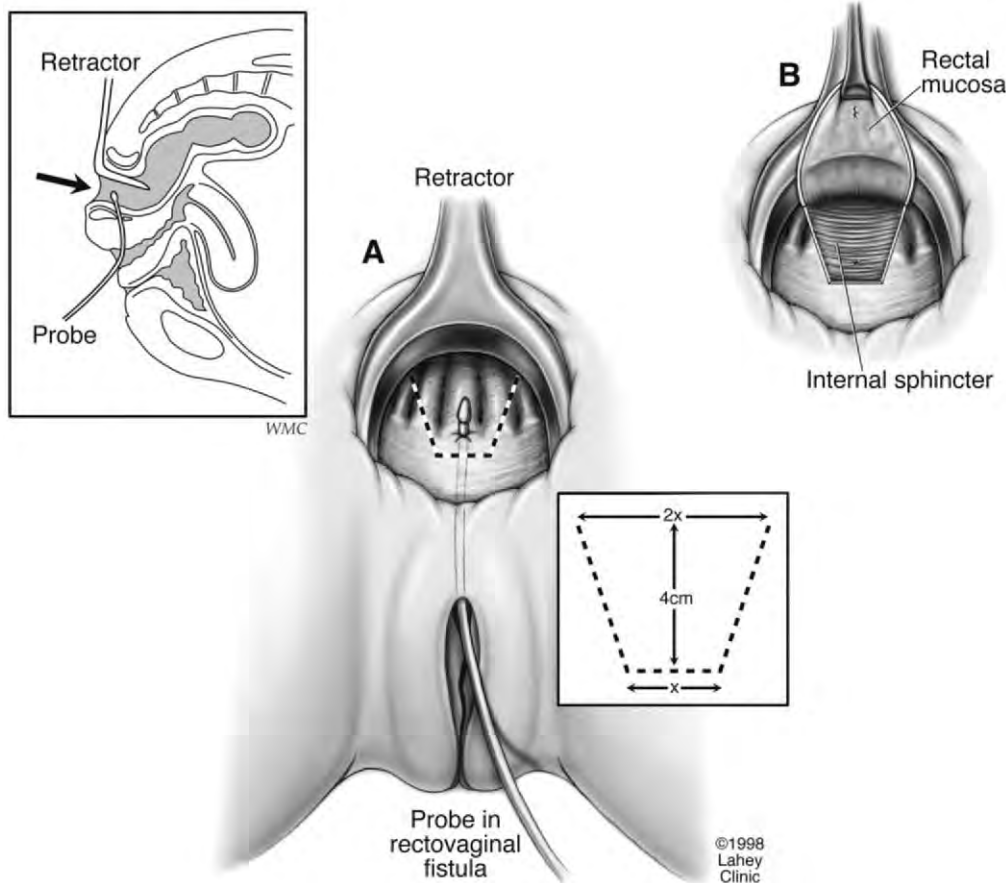 Retractor
Probe
WMC
A
Retractor
B
Rectal
mucosa
Internal sphincter
2x
4cm
x
Probe in
rectovaginal
fistula
©1998
Lahey
Clinic